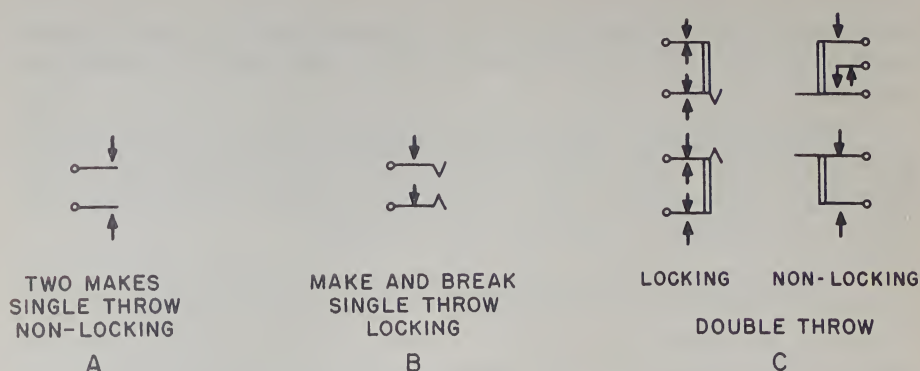 TWO MAKES
SINGLE THROW
NON-LOCKING
A
MAKE AND BREAK
SINGLE THROW
LOCKING
B
LOCKING NON-LOCKING
DOUBLE THROW
C